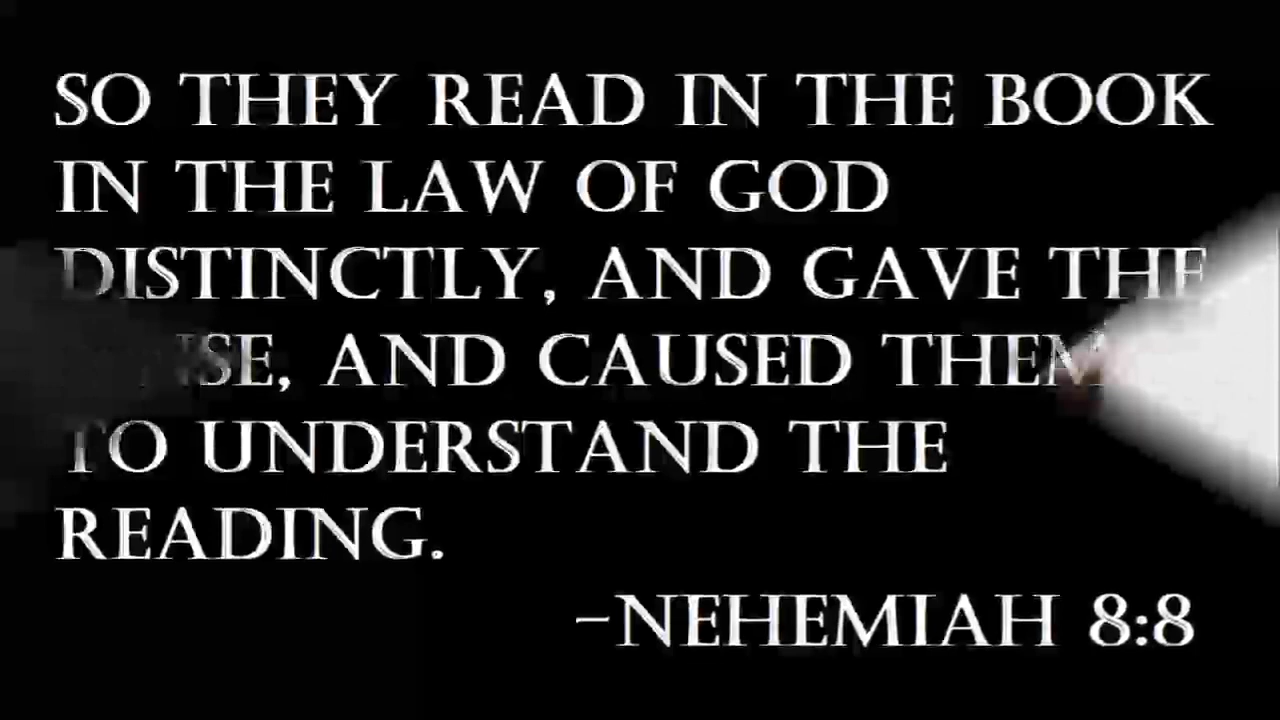 SO THEY READ IN THE BOOK
IN THE LAW OF GOD
DISTINCTLY, AND GAVE THE
AND CAUSED THEM
TO UNDERSTAND THE
READING.
-NEHEMIAH 8:8